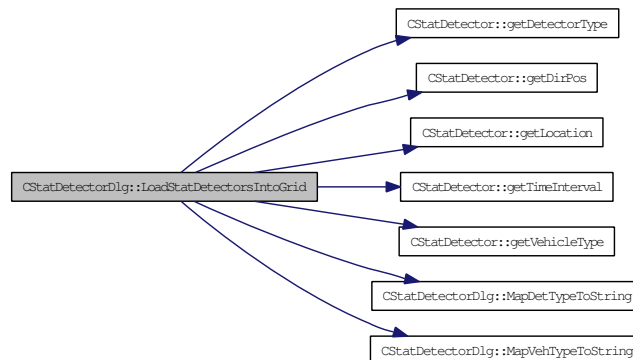 CStatDetector::getDetectorType
CStatDetector::getDirPos
CStatDetector::getLocation
CStatDetectorDlg::LoadStatDetectorsIntoGrid
CStatDetector::getTimeInterval
CStatDetector::getVehicleType
CStatDetectorDlg::MapDetTypeToString
CStatDetectorDlg::MapVehTypeToString